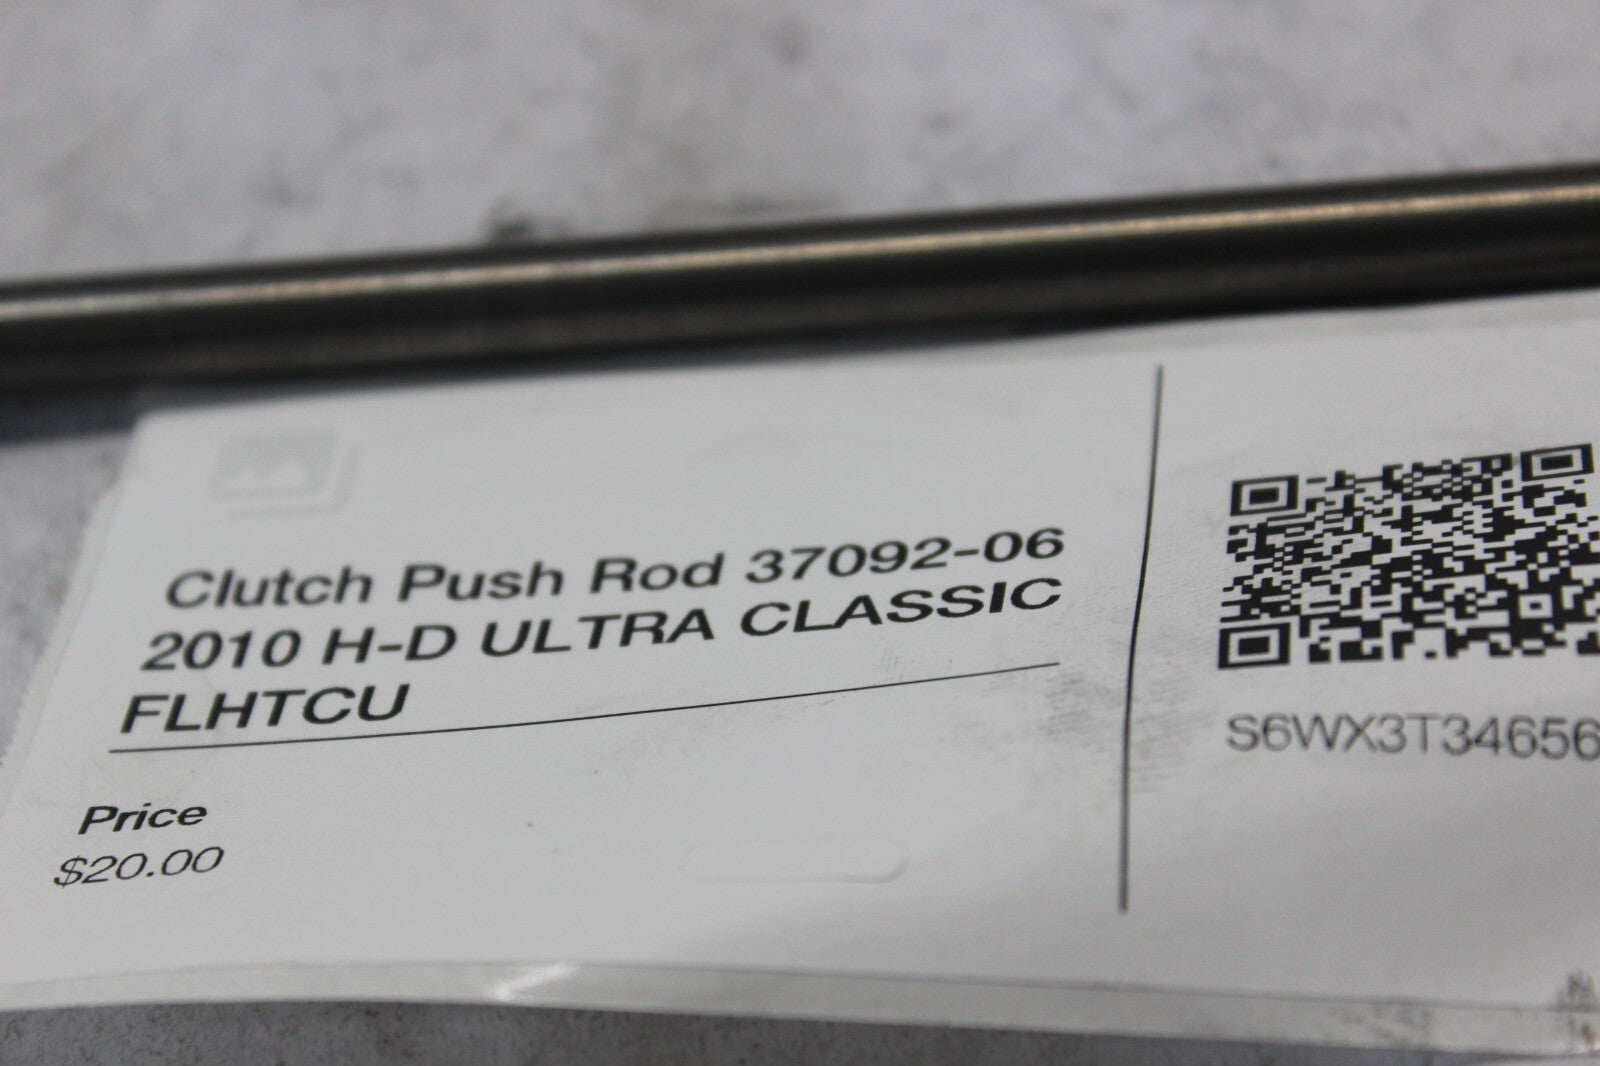 Clutch Push Rod 37092-06
2010 H-D ULTRA CLASSIC
FLHTCU
Price
$20.00
S6WX3T34656